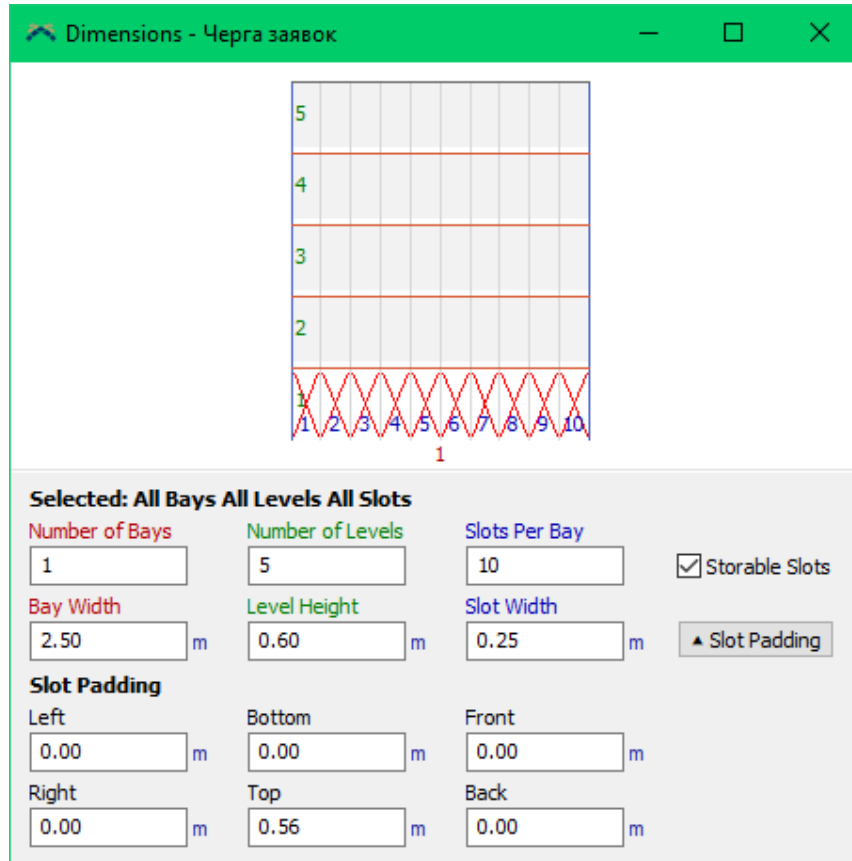 Dimensions - Черга заявок
5
4
3
2
1
1 2 3 4 5 6 7 8 9 10
1
Selected: All Bays All Levels All Slots
Number of Bays Number of Levels Slots Per Bay
1 5 10 Storable Slots
Bay Width Level Height Slot Width
2.50 m 0.60 m 0.25 m ▲ Slot Padding
Slot Padding
Left Bottom Front
0.00 m 0.00 m 0.00 m
Right Top Back
0.00 m 0.56 m 0.00 m